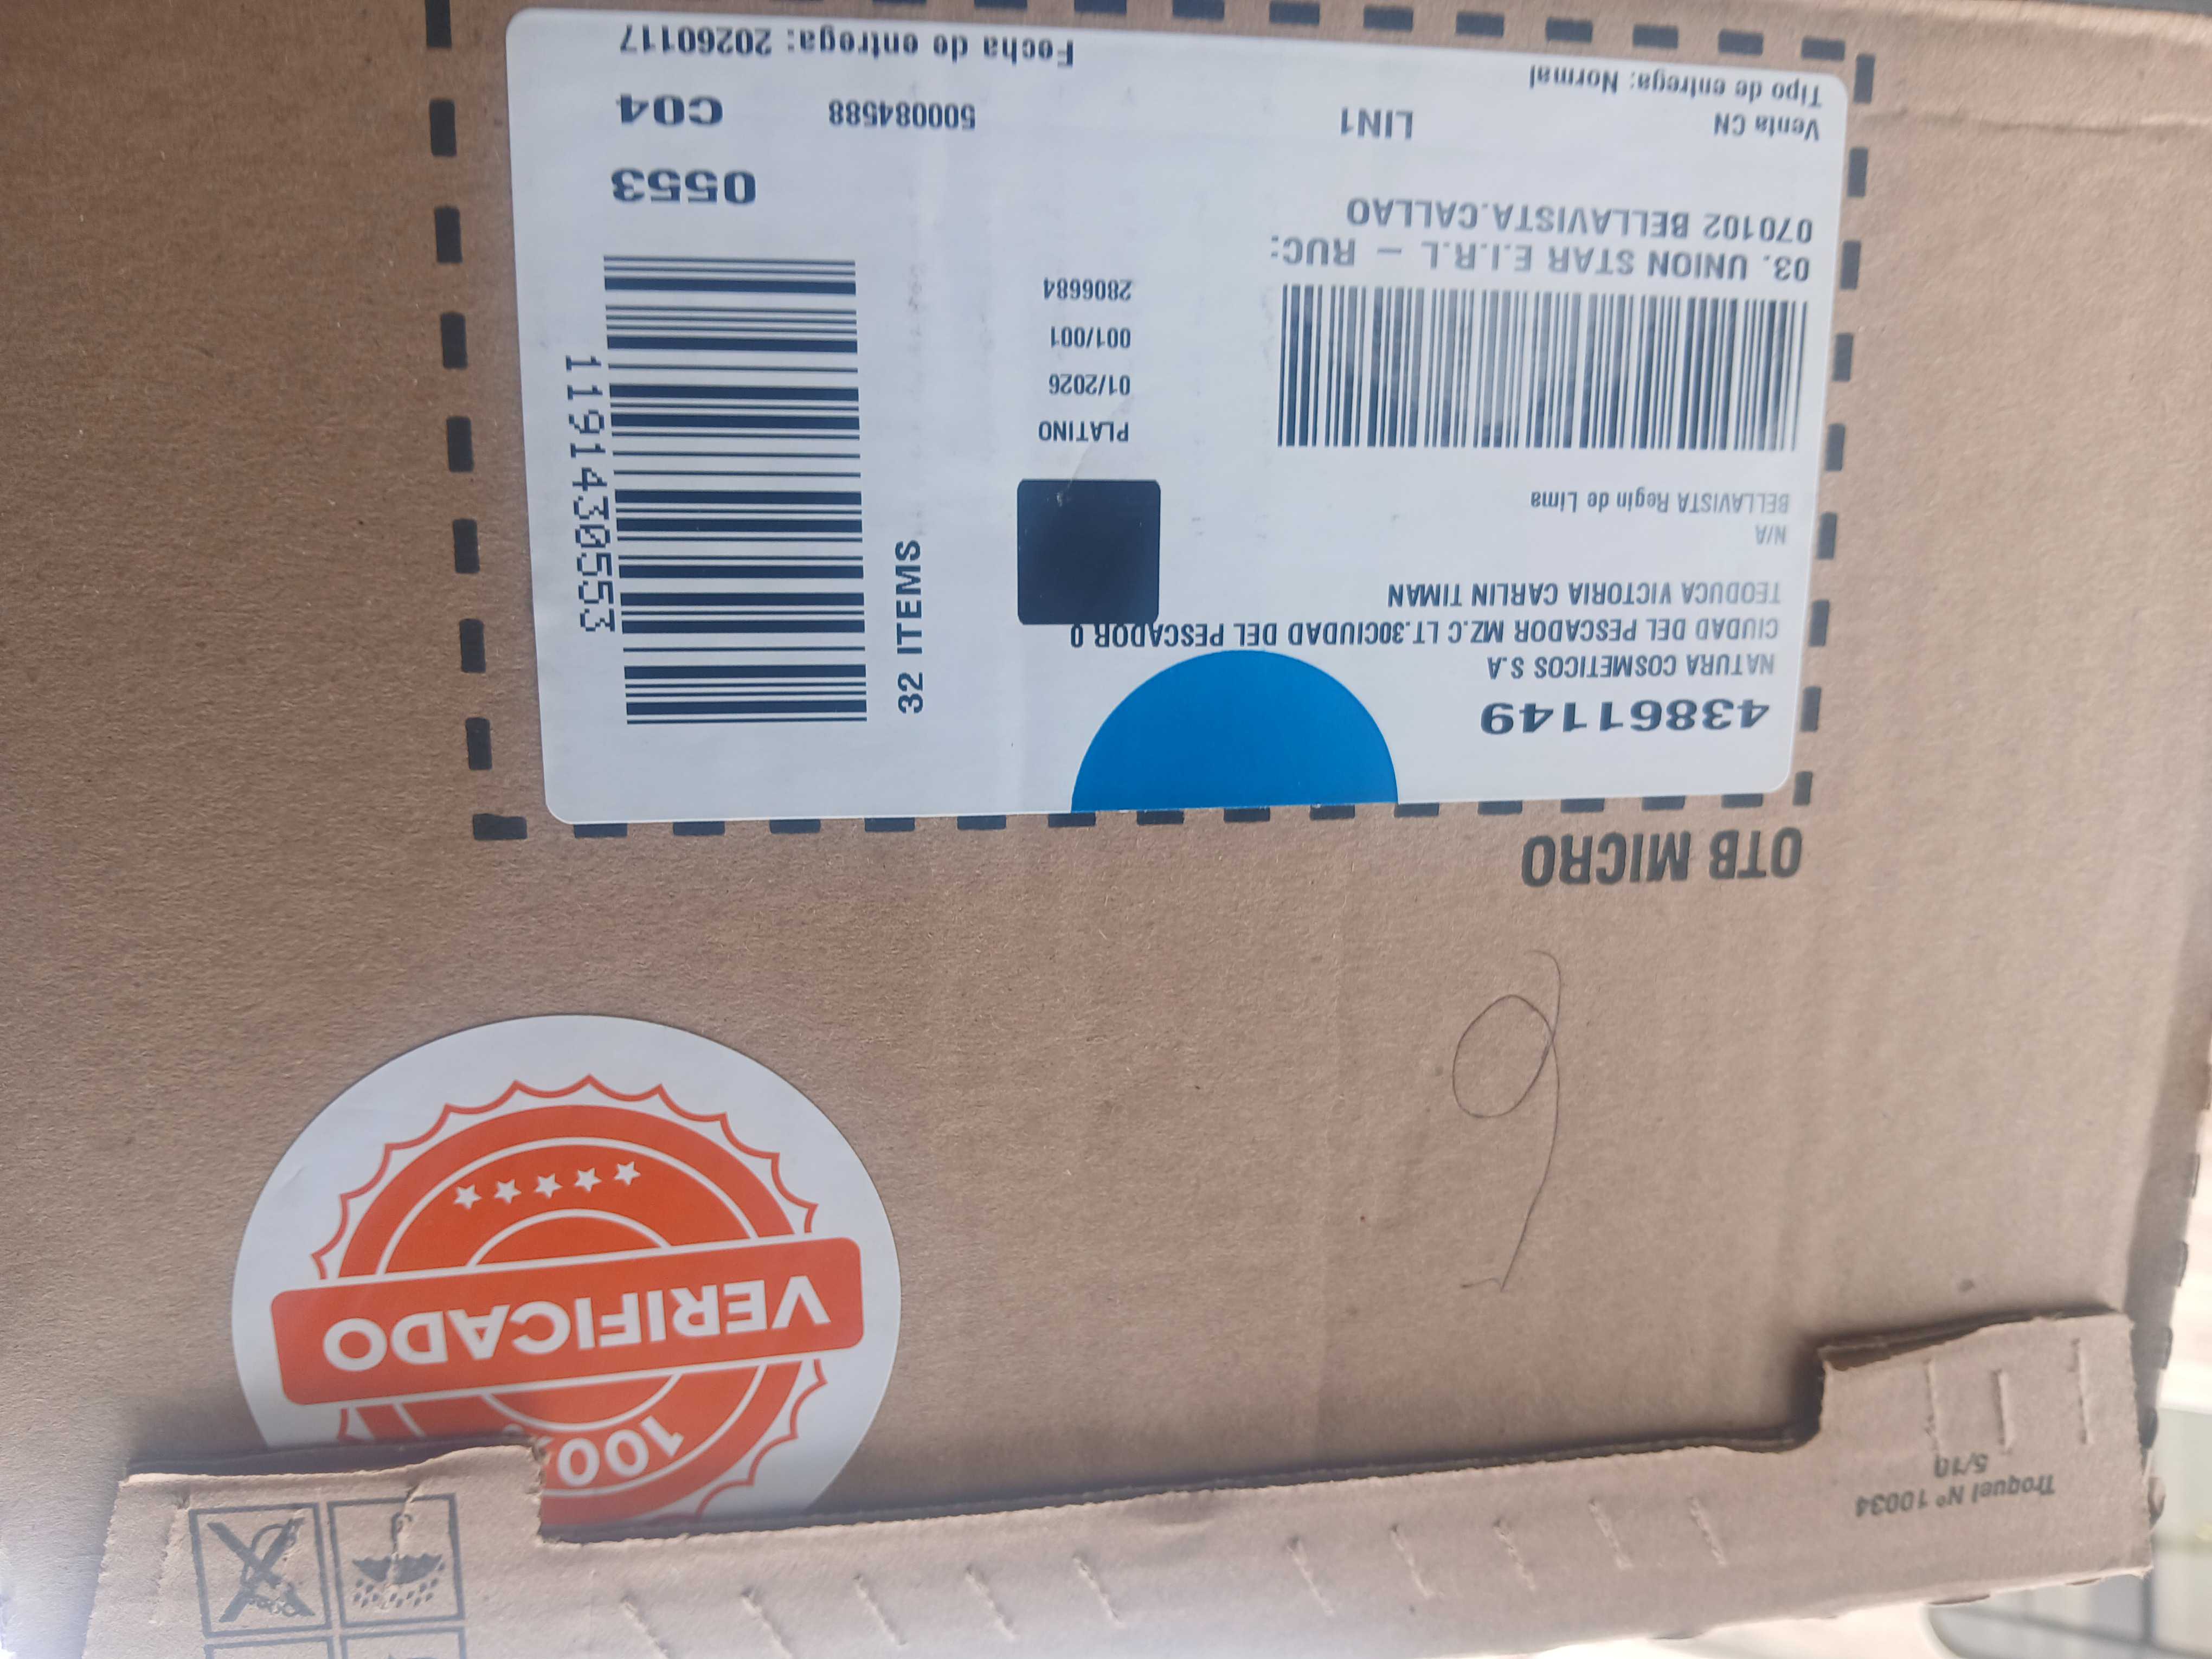 OTB MICRO
43861149
NATURA COSMETICOS S.A
CIUDAD DEL PESCADOR MZ.C LT.30CIUDAD DEL PESCADOR 0
TEODUCA VICTORIA CARLIN TIMAN
N/A
BELLAVISTA Regin de Lima
PLATINO
01/2026
001/001
2806684
03. UNION STAR E.I.R.L – RUC:
070102 BELLAVISTA.CALLAO
Venta CN
LIN1
500084588
C04
Tipo de entrega: Normal
Fecha de entrega: 20260117
0553
32 ITEMS
1191430553
100%
VERIFICADO
Troquel Nº 10034
5/10
9